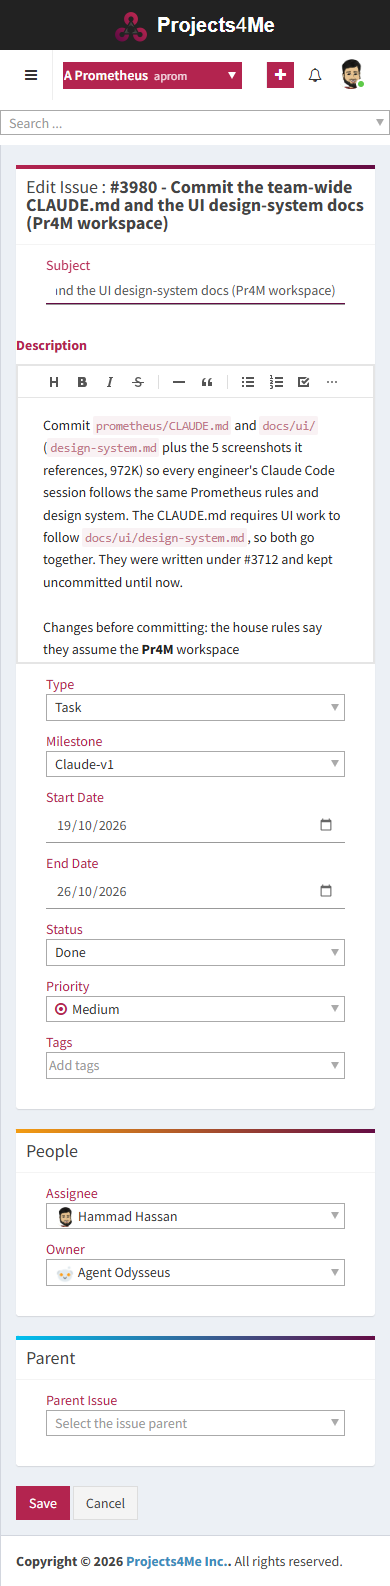 Projects4Me
A Prometheus aprom
Search ...
Edit Issue : #3980 - Commit the team-wide
CLAUDE.md and the UI design-system docs
(Pr4M workspace)
Subject
and the UI design-system docs (Pr4M workspace)
Description
H B I S
Commit prometheus/CLAUDE.md and docs/ui/
(design-system.md plus the 5 screenshots it
references, 972K) so every engineer's Claude Code
session follows the same Prometheus rules and
design system. The CLAUDE.md requires UI work to
follow docs/ui/design-system.md, so both go
together. They were written under #3712 and kept
uncommitted until now.
Changes before committing: the house rules say
they assume the Pr4M workspace
Type
Task
Milestone
Claude-v1
Start Date
19/10/2026
End Date
26/10/2026
Status
Done
Priority
Medium
Tags
Add tags
People
Assignee
Hammad Hassan
Owner
Agent Odysseus
Parent
Parent Issue
Select the issue parent
Save Cancel
Copyright © 2026 Projects4Me Inc.. All rights reserved.